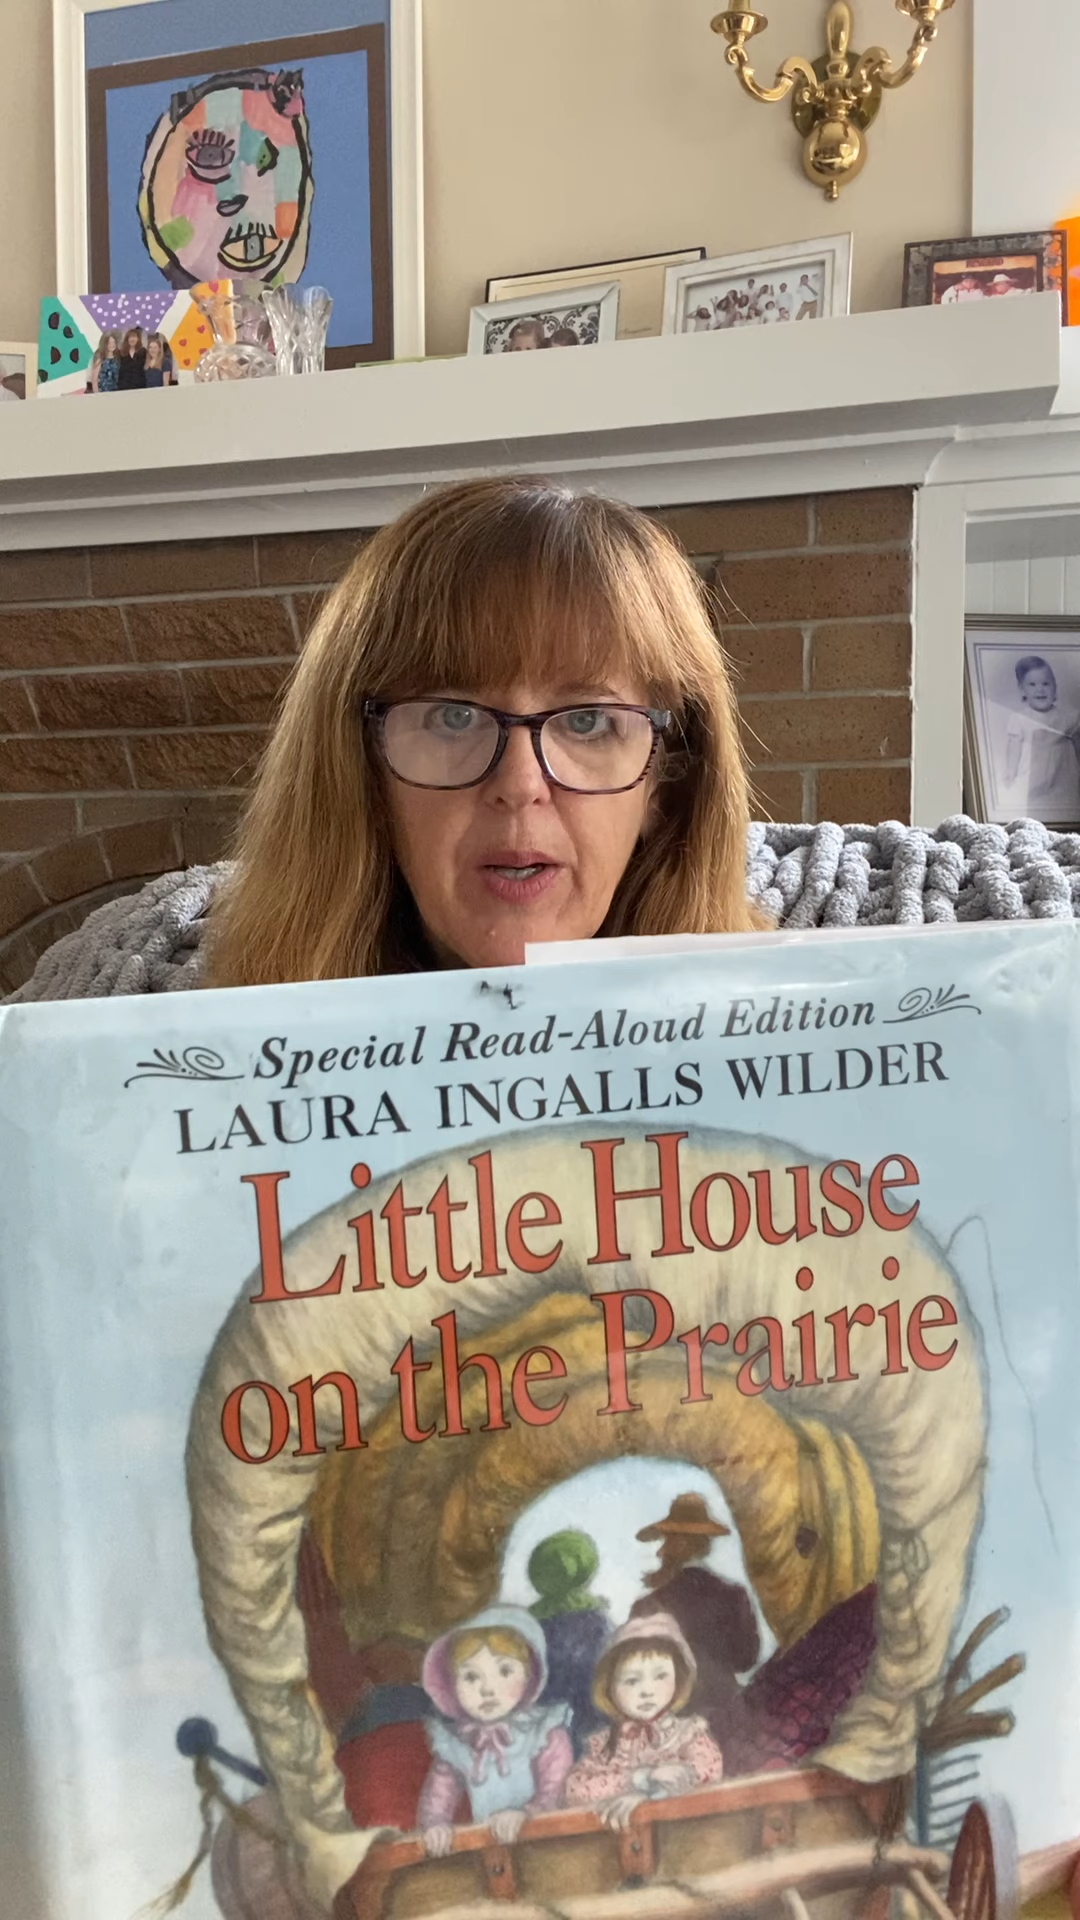 Special Read-Aloud Edition
LAURA INGALLS WILDER
Little House
on the Prairie